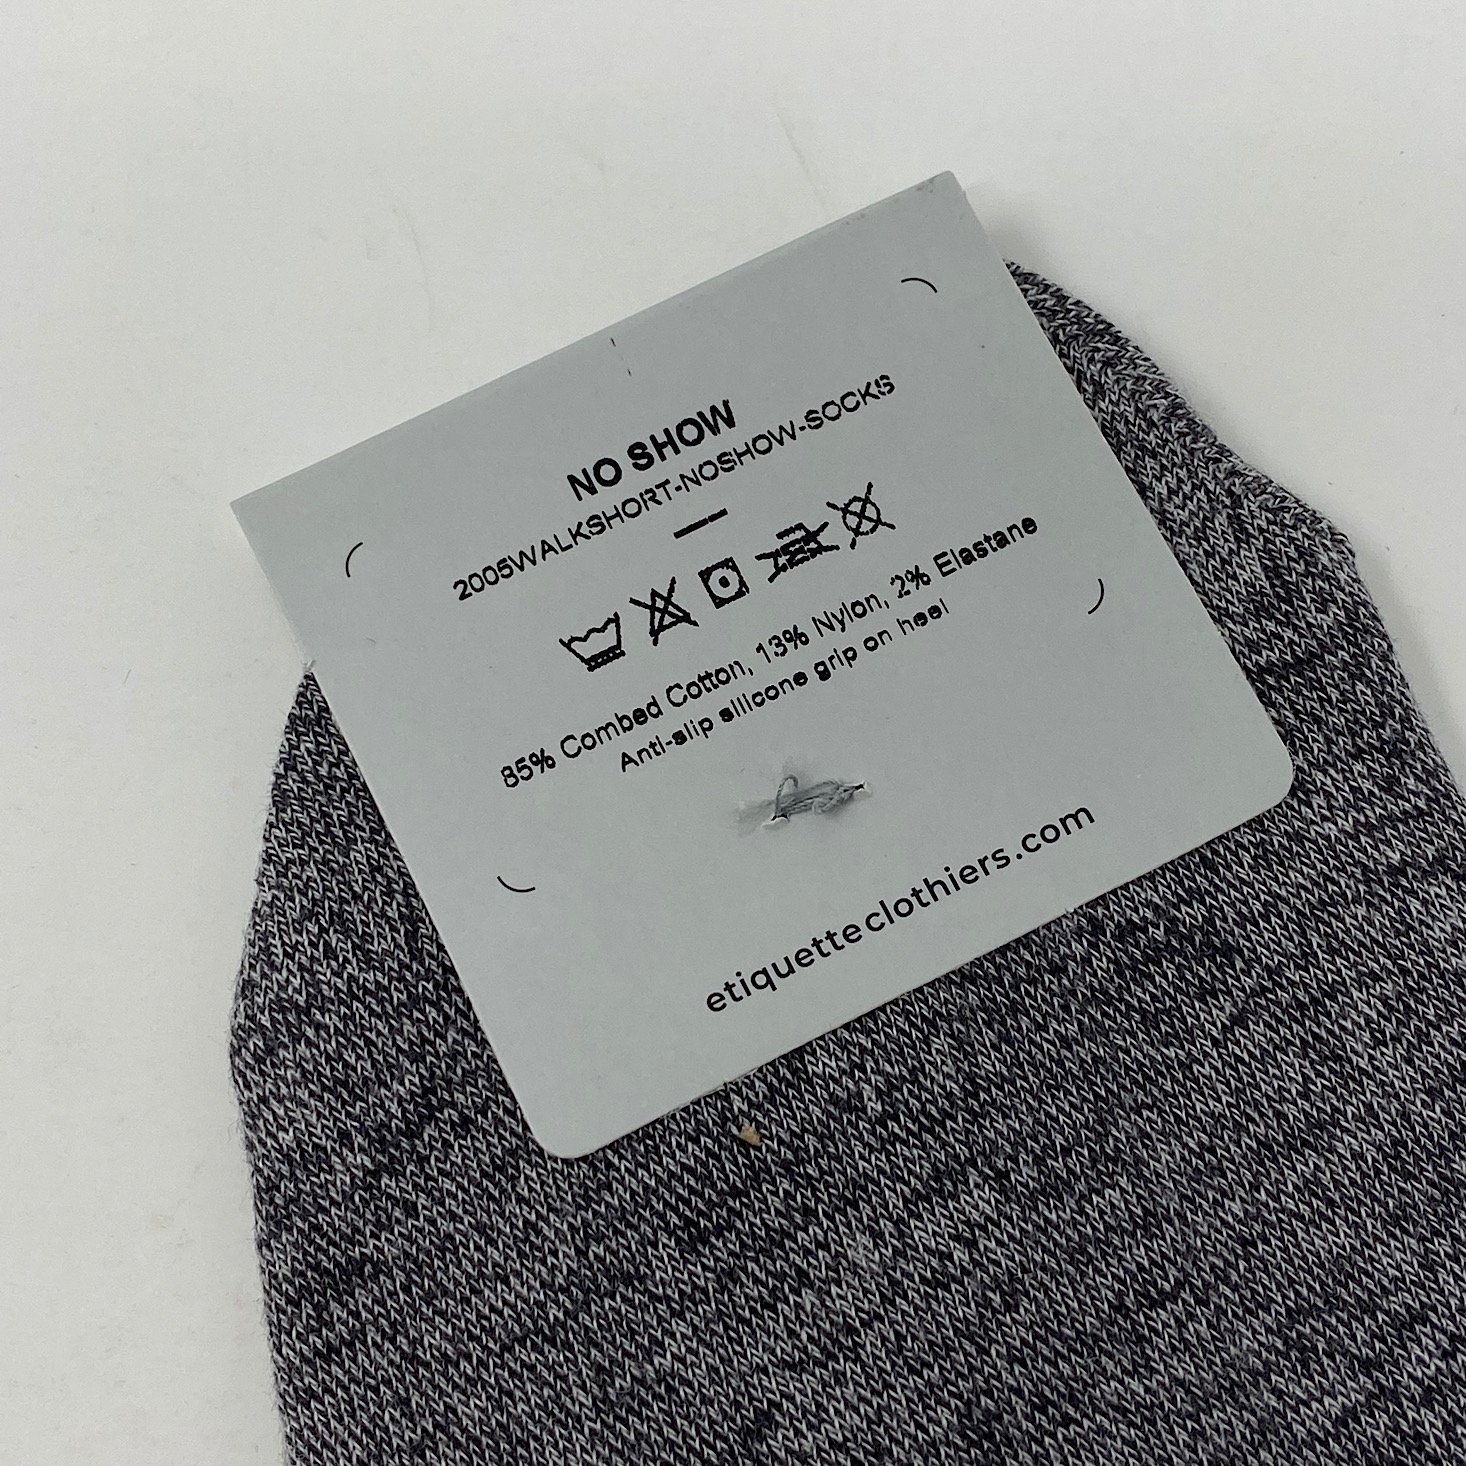 NO SHOW
2005WALKSHORT-NOSHOW-SOCKS
85% Combed Cotton, 13% Nylon, 2% Elastane
Anti-slip silicone grip on heel
etiquetteclothiers.com